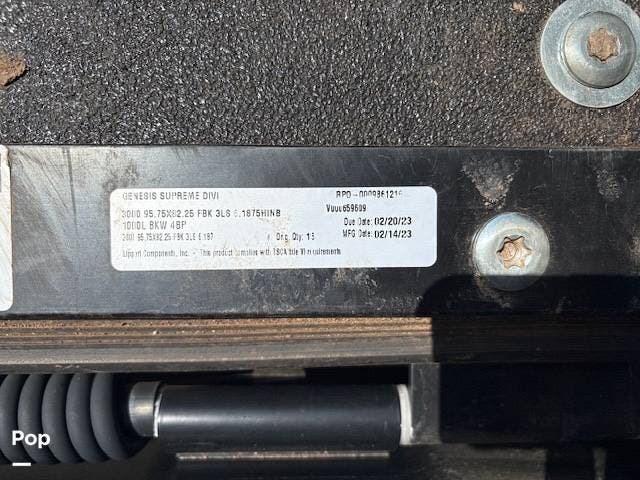 GENESIS SUPREME DIVI
RPO-0009861216
3000 95.75X82.25 FBK 3LS 6.1875HINB
1000L BKW 4BP
Due Date: 02/20/23
3000 95.75X82.25 FBK 3LS 6.187
Orig. Qty: 15
MFG Date: 02/14/23
Lippert Components, Inc. - This product complies with TSCA title VI requirements
Pop